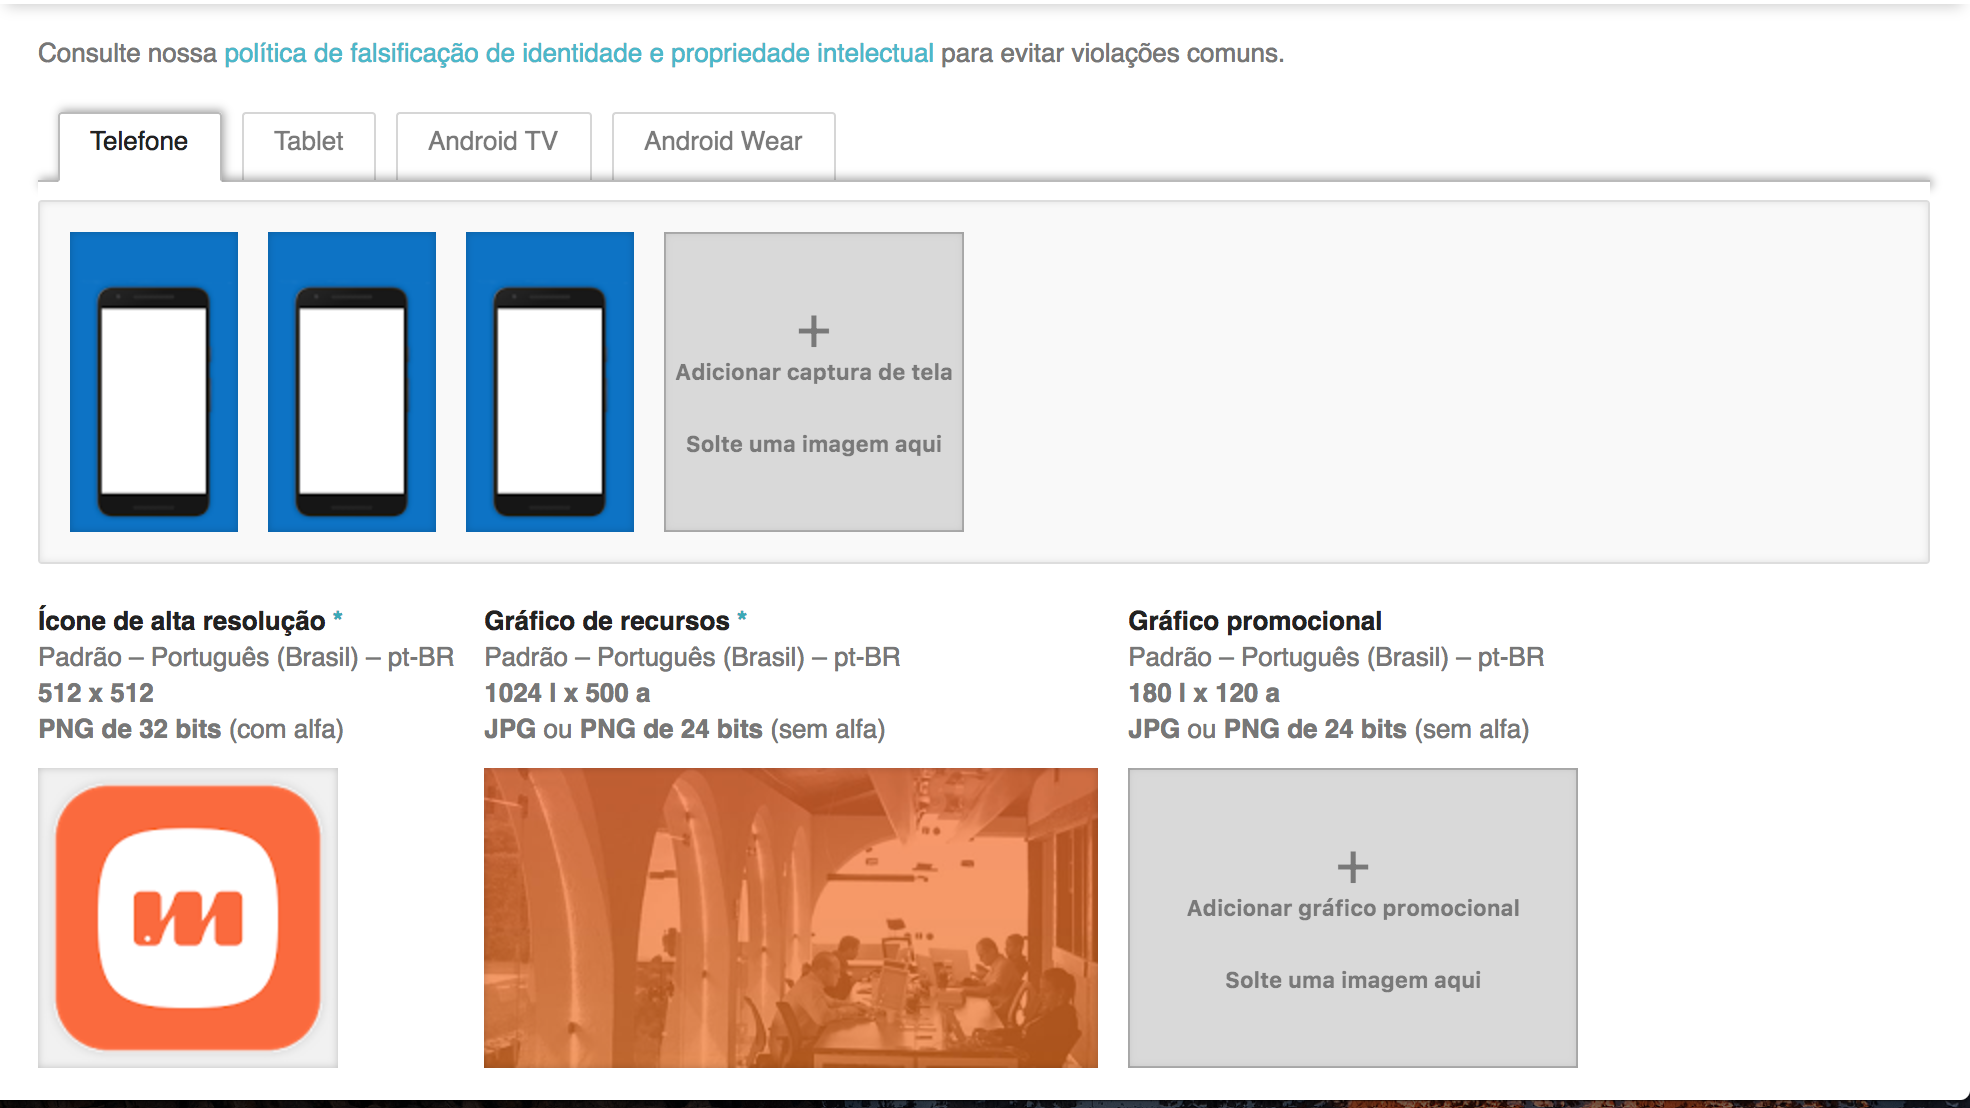 Consulte nossa política de falsificação de identidade e propriedade intelectual para evitar violações comuns.
Telefone
Tablet
Android TV
Android Wear
+
Adicionar captura de tela
Solte uma imagem aqui
Ícone de alta resolução *
Padrão – Português (Brasil) – pt-BR
512 x 512
PNG de 32 bits (com alfa)
m
Gráfico de recursos *
Padrão – Português (Brasil) – pt-BR
1024 l x 500 a
JPG ou PNG de 24 bits (sem alfa)
Gráfico promocional
Padrão – Português (Brasil) – pt-BR
180 l x 120 a
JPG ou PNG de 24 bits (sem alfa)
+
Adicionar gráfico promocional
Solte uma imagem aqui